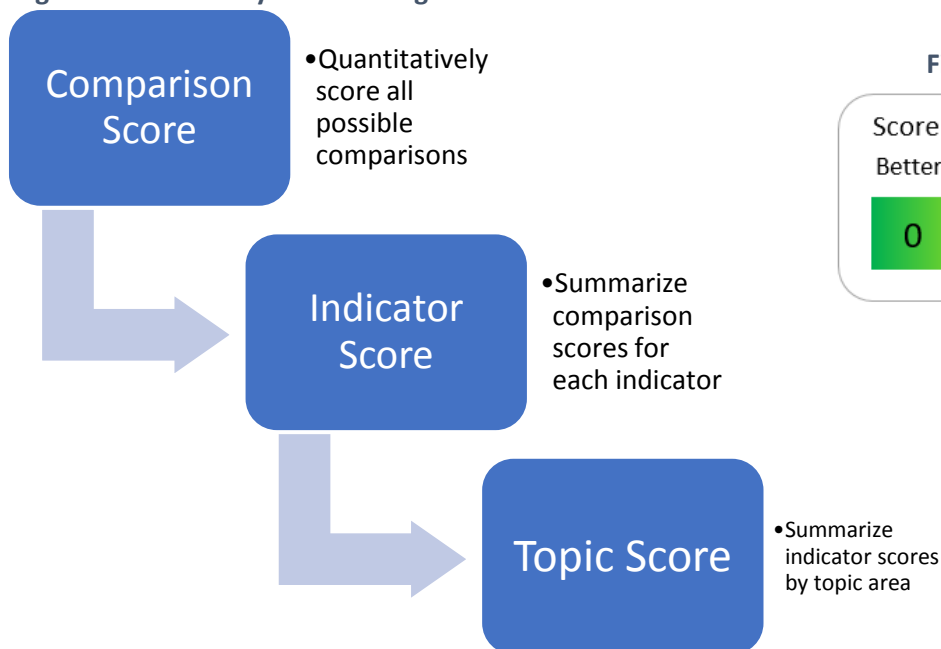 Comparison
Score
•Quantitatively
score all
possible
comparisons
F
Score
Better
0
Indicator
Score
•Summarize
comparison
scores for
each indicator
Topic Score
•Summarize
indicator scores
by topic area